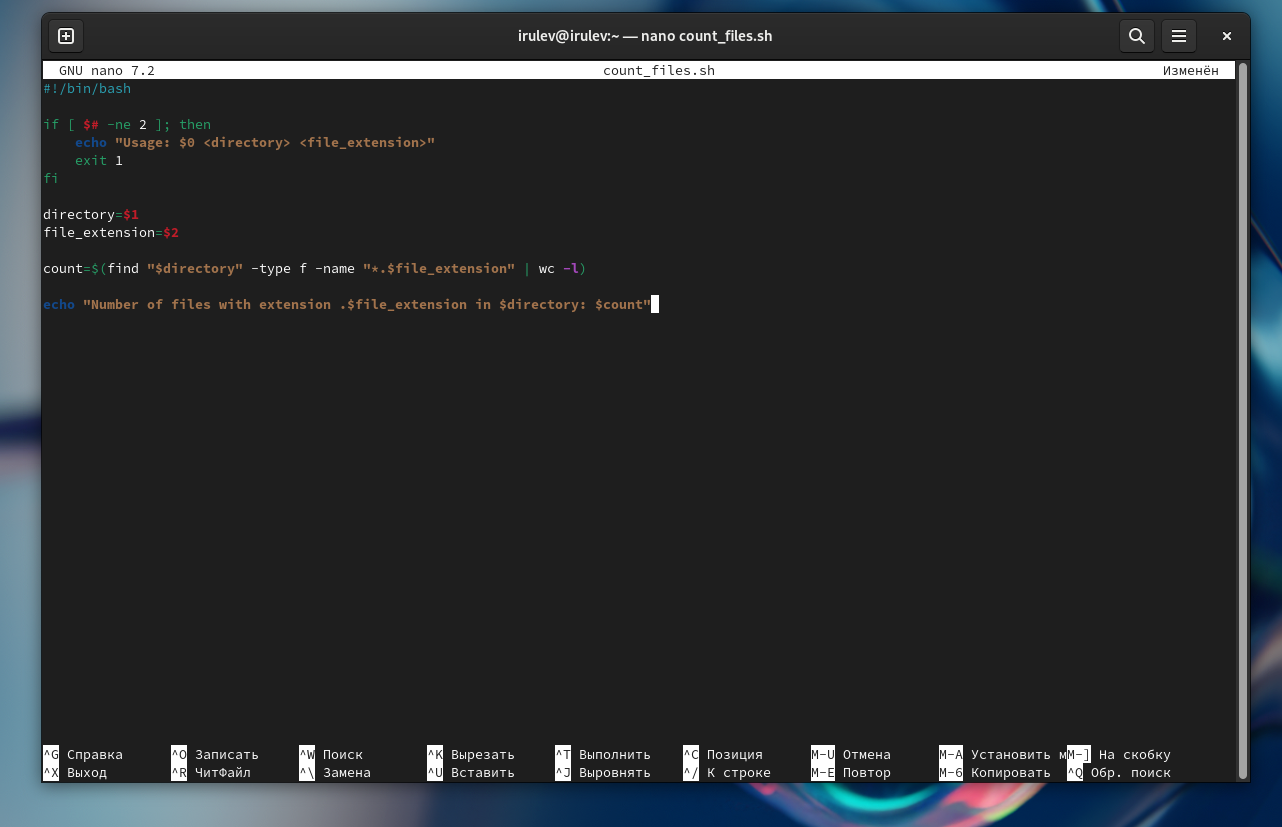 irulev@irulev:~ — nano count_files.sh
GNU nano 7.2 count_files.sh Изменён
#!/bin/bash
if [ $# -ne 2 ]; then
    echo "Usage: $0 <directory> <file_extension>"
    exit 1
fi
directory=$1
file_extension=$2
count=$(find "$directory" -type f -name "*.$file_extension" | wc -l)
echo "Number of files with extension .$file_extension in $directory: $count"
^G Справка ^O Записать ^W Поиск ^K Вырезать ^T Выполнить ^C Позиция M-U Отмена M-A Установить мM-] На скобку
^X Выход ^R ЧитФайл ^\ Замена ^U Вставить ^J Выровнять ^/ К строке M-E Повтор M-6 Копировать ^Q Обр. поиск